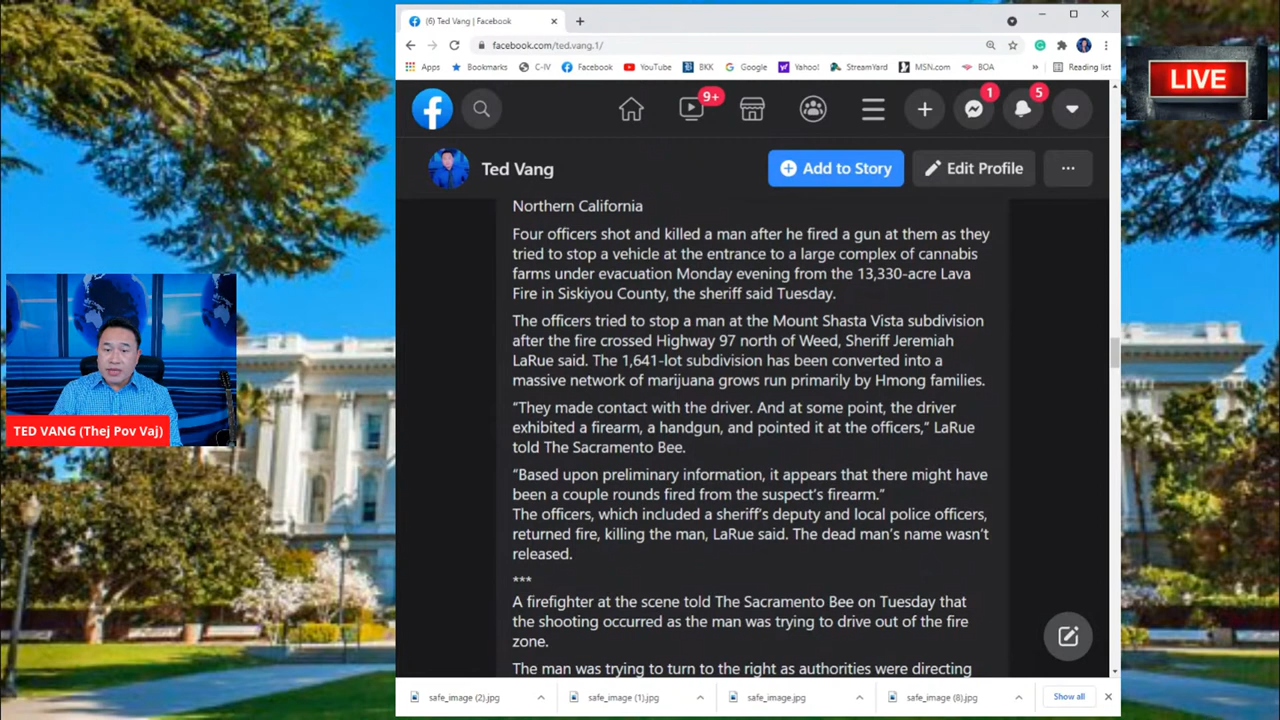 (6) Ted Vang | Facebook
facebook.com/ted.vang.1/
Apps Bookmarks C-IV Facebook YouTube BKK Google Yahoo! StreamYard MSN.com BOA » Reading list
LIVE
9+ 1 5
Ted Vang Add to Story Edit Profile
Northern California
Four officers shot and killed a man after he fired a gun at them as they
tried to stop a vehicle at the entrance to a large complex of cannabis
farms under evacuation Monday evening from the 13,330-acre Lava
Fire in Siskiyou County, the sheriff said Tuesday.
The officers tried to stop a man at the Mount Shasta Vista subdivision
after the fire crossed Highway 97 north of Weed, Sheriff Jeremiah
LaRue said. The 1,641-lot subdivision has been converted into a
massive network of marijuana grows run primarily by Hmong families.
“They made contact with the driver. And at some point, the driver
exhibited a firearm, a handgun, and pointed it at the officers,” LaRue
told The Sacramento Bee.
“Based upon preliminary information, it appears that there might have
been a couple rounds fired from the suspect’s firearm.”
The officers, which included a sheriff’s deputy and local police officers,
returned fire, killing the man, LaRue said. The dead man’s name wasn’t
released.
***
A firefighter at the scene told The Sacramento Bee on Tuesday that
the shooting occurred as the man was trying to drive out of the fire
zone.
The man was trying to turn to the right as authorities were directing
TED VANG (Thej Pov Vaj)
safe_image (2).jpg safe_image (1).jpg safe_image.jpg safe_image (8).jpg Show all